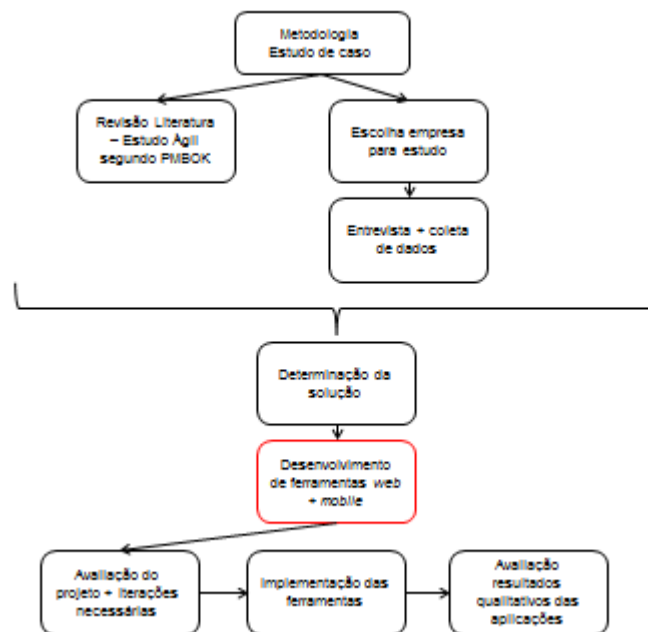 Metodologia
Estudo de caso
Revisão Literatura
– Estudo Ágil
segundo PMBOK
Escolha empresa
para estudo
Entrevista + coleta
de dados
Determinação da
solução
Desenvolvimento
de ferramentas web
+ mobile
Avaliação do
projeto + iterações
necessárias
Implementação das
ferramentas
Avaliação
resultados
qualitativos das
aplicações